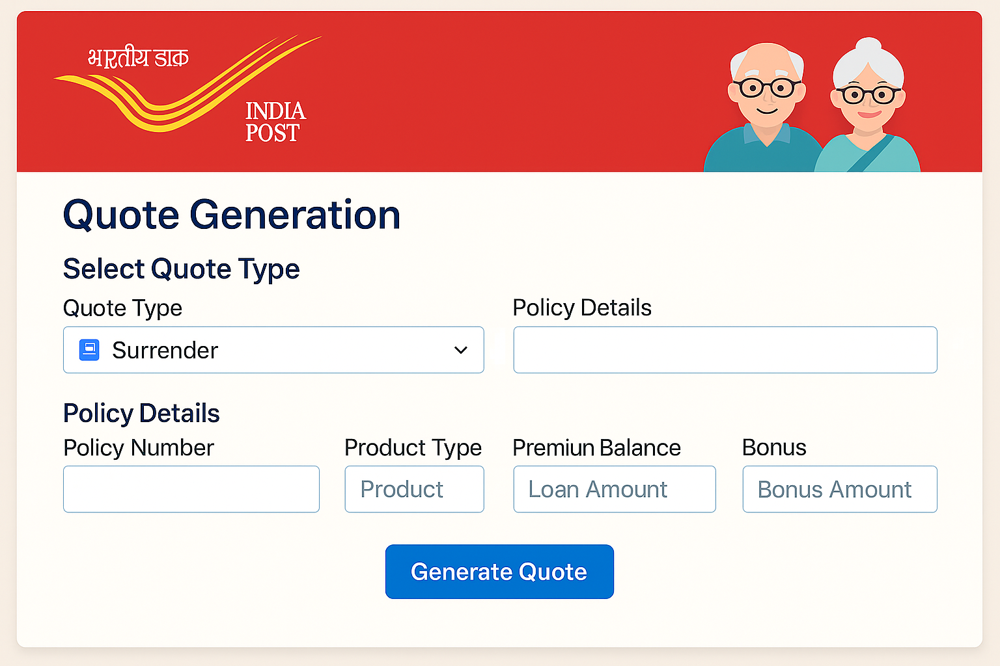 भारतीय डाक
INDIA
POST
Quote Generation
Select Quote Type
Quote Type
Policy Details
Surrender
Policy Details
Policy Number
Product Type
Premiun Balance
Bonus
Product
Loan Amount
Bonus Amount
Generate Quote